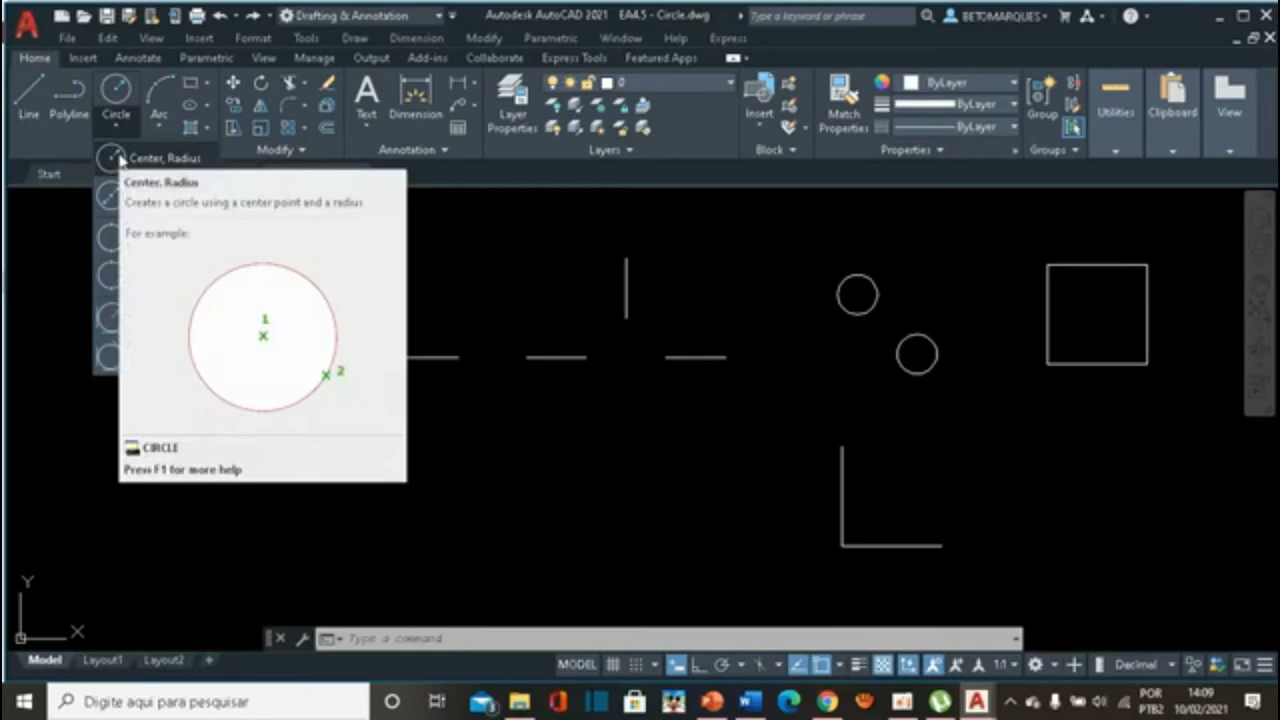 Drafting & Annotation
Autodesk AutoCAD 2021 EA4.5 - Circle.dwg
Type a keyword or phrase
BETOMARQUES
File Edit View Insert Format Tools Draw Dimension Modify Parametric Window Help Express
Home Insert Annotate Parametric View Manage Output Add-ins Collaborate Express Tools Featured Apps
Line Polyline Circle Arc
Text Dimension
Layer Properties
0
Insert
Match Properties
ByLayer
ByLayer
ByLayer
Group
Utilities Clipboard View
Modify Annotation Layers Block Properties Groups
Start
Center, Radius
Center, Radius
Creates a circle using a center point and a radius
For example:
1
2
CIRCLE
Press F1 for more help
Y
X
Type a command
Model Layout1 Layout2 +
MODEL 1:1 Decimal
Digite aqui para pesquisar
POR
PTB2
14:09
10/02/2021